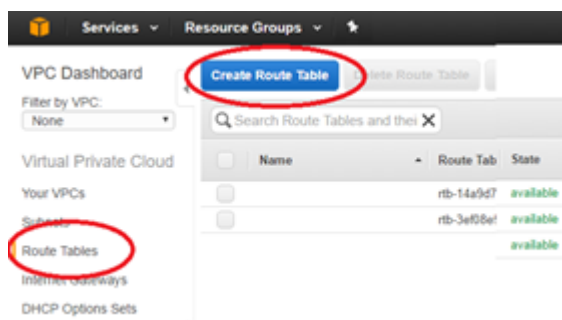 Services Resource Groups
VPC Dashboard
Create Route Table Delete Route Table
Filter by VPC:
None
Search Route Tables and thei
Virtual Private Cloud
Name Route Tab State
Your VPCs
rtb-14a9d7 available
Subnets
rtb-3ef08e available
Route Tables
available
Internet Gateways
DHCP Options Sets